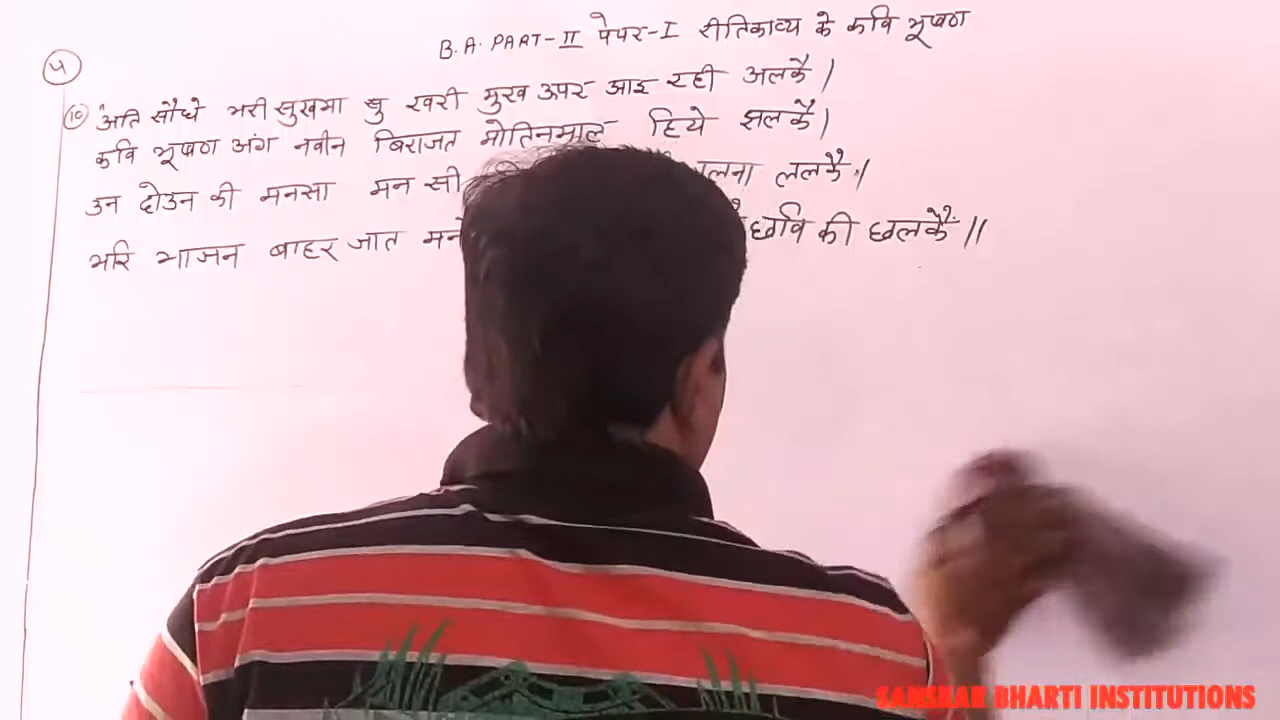 B.A. PART-II पेपर-I रीतिकाव्य के कवि भूषण
५
(10) अति सौंधे भरी सुखमा षु खरी मुख ऊपर आइ रही अलकै।
कवि भूषण अंग नवीन बिराजत मोतिनमाल हिये झलकै।
उन दोउन की मनसा मन सी लना ललकै।
भरि भाजन बाहर जात मन छवि की छलकैं॥
SANSKAR BHARTI INSTITUTIONS